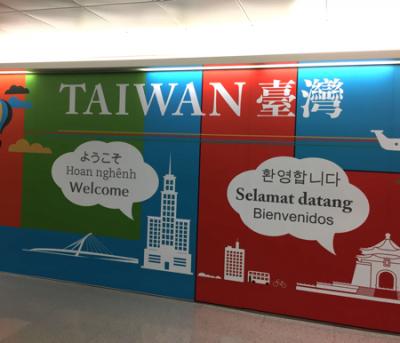 TAIWAN 臺灣
ようこそ
Hoan nghênh
Welcome
환영합니다
Selamat datang
Bienvenidos